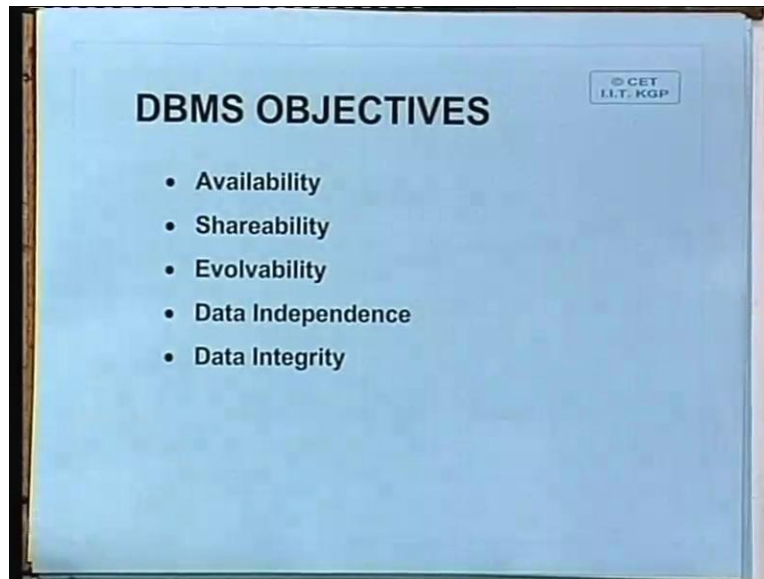 © CET
I.I.T. KGP
DBMS OBJECTIVES
• Availability
• Shareability
• Evolvability
• Data Independence
• Data Integrity